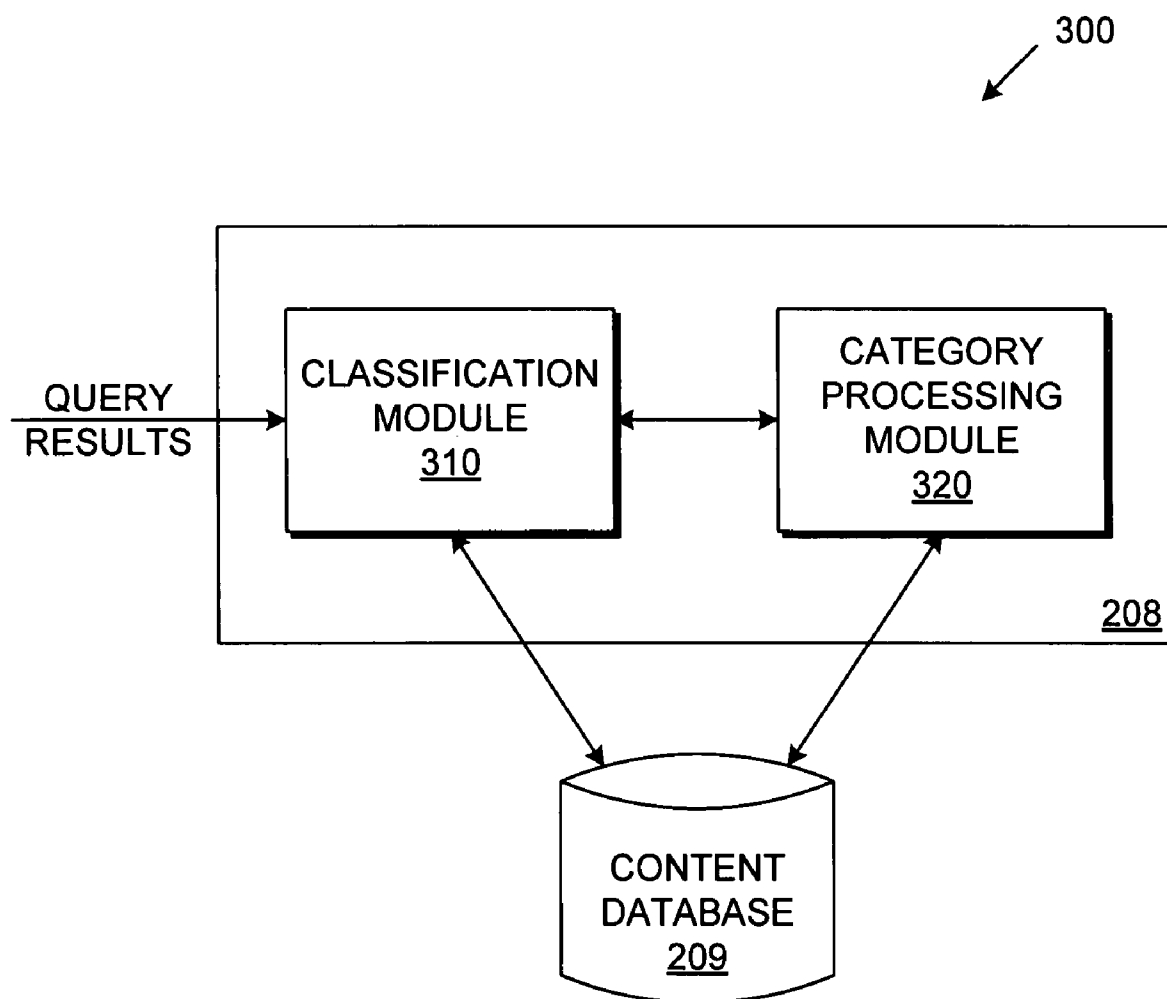 300
QUERY
RESULTS
CLASSIFICATION
MODULE
310
CATEGORY
PROCESSING
MODULE
320
208
CONTENT
DATABASE
209